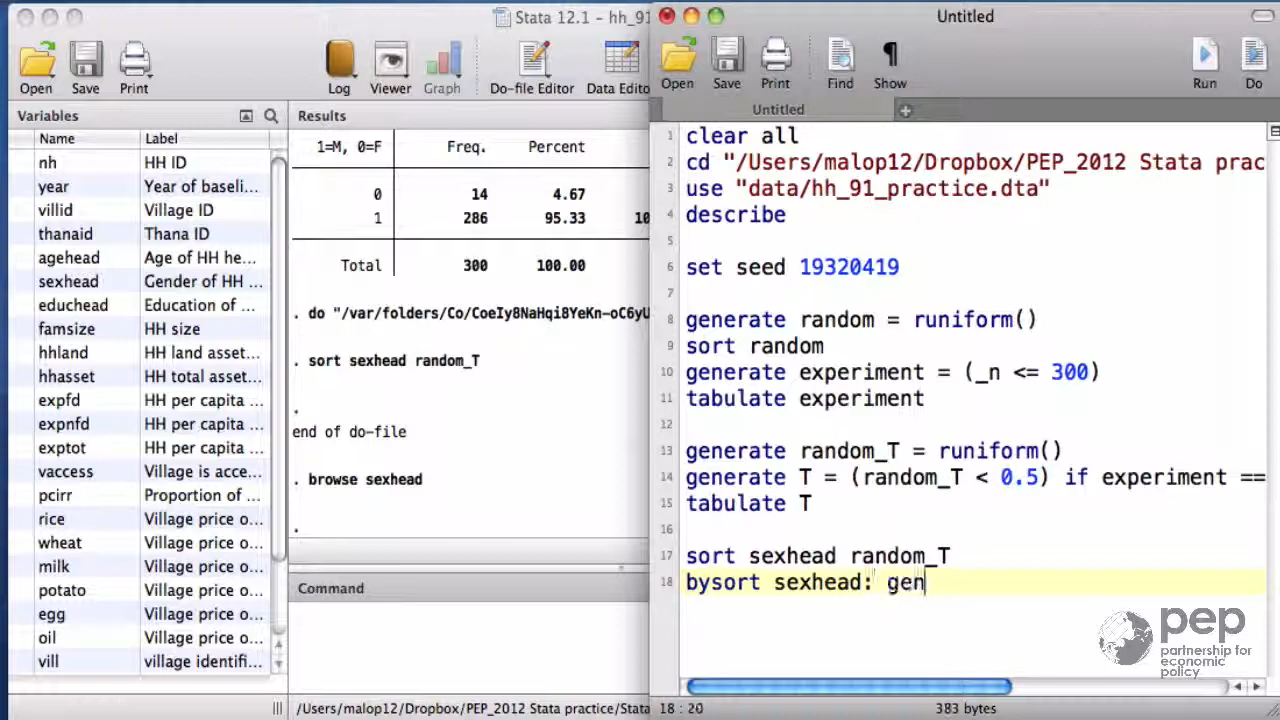 Stata 12.1 - hh_91
Open
Save
Print
Log
Viewer
Graph
Do-file Editor
Data Edito
Variables
Results
Name Label
nh HH ID
year Year of baseli...
villid Village ID
thanaid Thana ID
agehead Age of HH he...
sexhead Gender of HH ...
educhead Education of ...
famsize HH size
hhland HH land asset...
hhasset HH total asset...
expfd HH per capita ...
expnfd HH per capita ...
exptot HH per capita ...
vaccess Village is acce...
pcirr Proportion of ...
rice Village price o...
wheat Village price o...
milk Village price o...
potato Village price o...
egg Village price o...
oil Village price o...
vill village identifi...
1=M, 0=F Freq. Percent
0 14 4.67
1 286 95.33 10
Total 300 100.00
. do "/var/folders/Co/CoeIy8NaHqi8YeKn-oC6yU
. sort sexhead random_T
.
end of do-file
. browse sexhead
.
Command
/Users/malop12/Dropbox/PEP_2012 Stata practice/Stata
Untitled
Open
Save
Print
Find
Show
Run
Do
Untitled
1 clear all
2 cd "/Users/malop12/Dropbox/PEP_2012 Stata prac
3 use "data/hh_91_practice.dta"
4 describe
5
6 set seed 19320419
7
8 generate random = runiform()
9 sort random
10 generate experiment = (_n <= 300)
11 tabulate experiment
12
13 generate random_T = runiform()
14 generate T = (random_T < 0.5) if experiment ==
15 tabulate T
16
17 sort sexhead random_T
18 bysort sexhead: gen
pep
partnership for
economic
policy
18 : 20
383 bytes